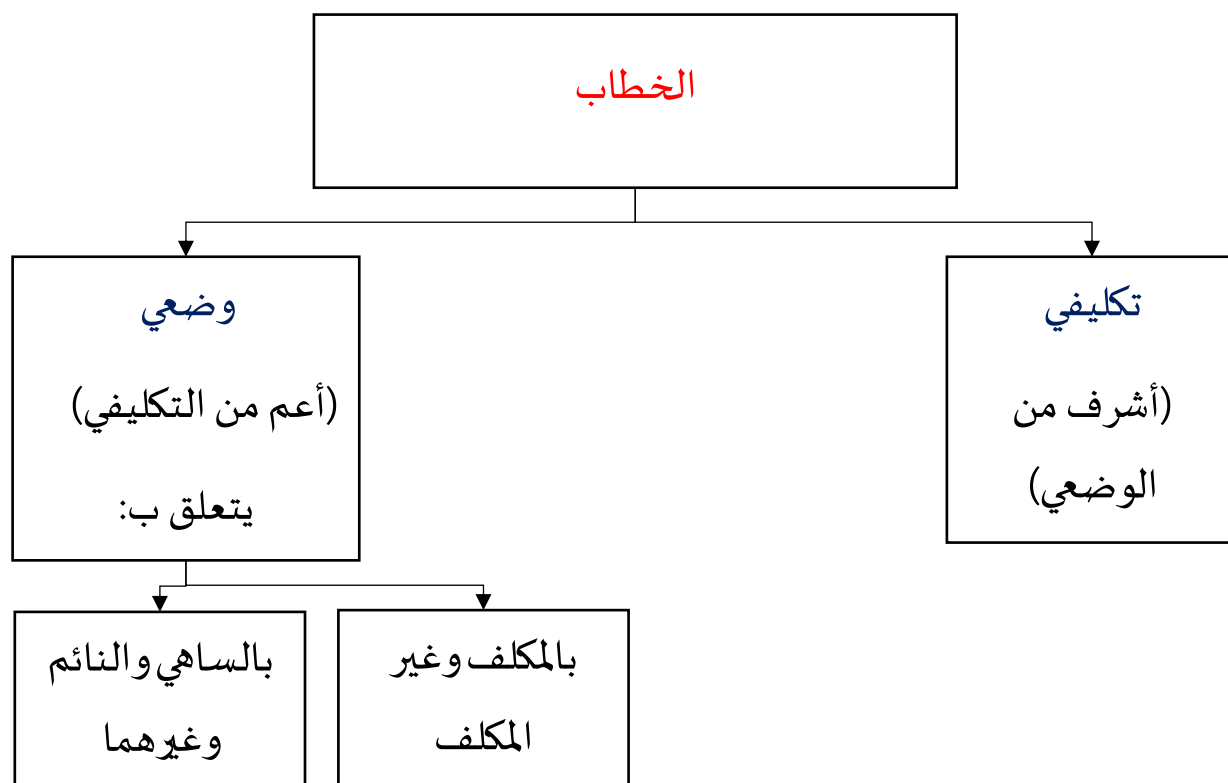 الخطاب
تكليفي
(أشرف من
الوضعي)
وضعي
(أعم من التكليفي)
يتعلق ب:
بالمكلف وغير
المكلف
بالساهي والنائم
وغيرهما